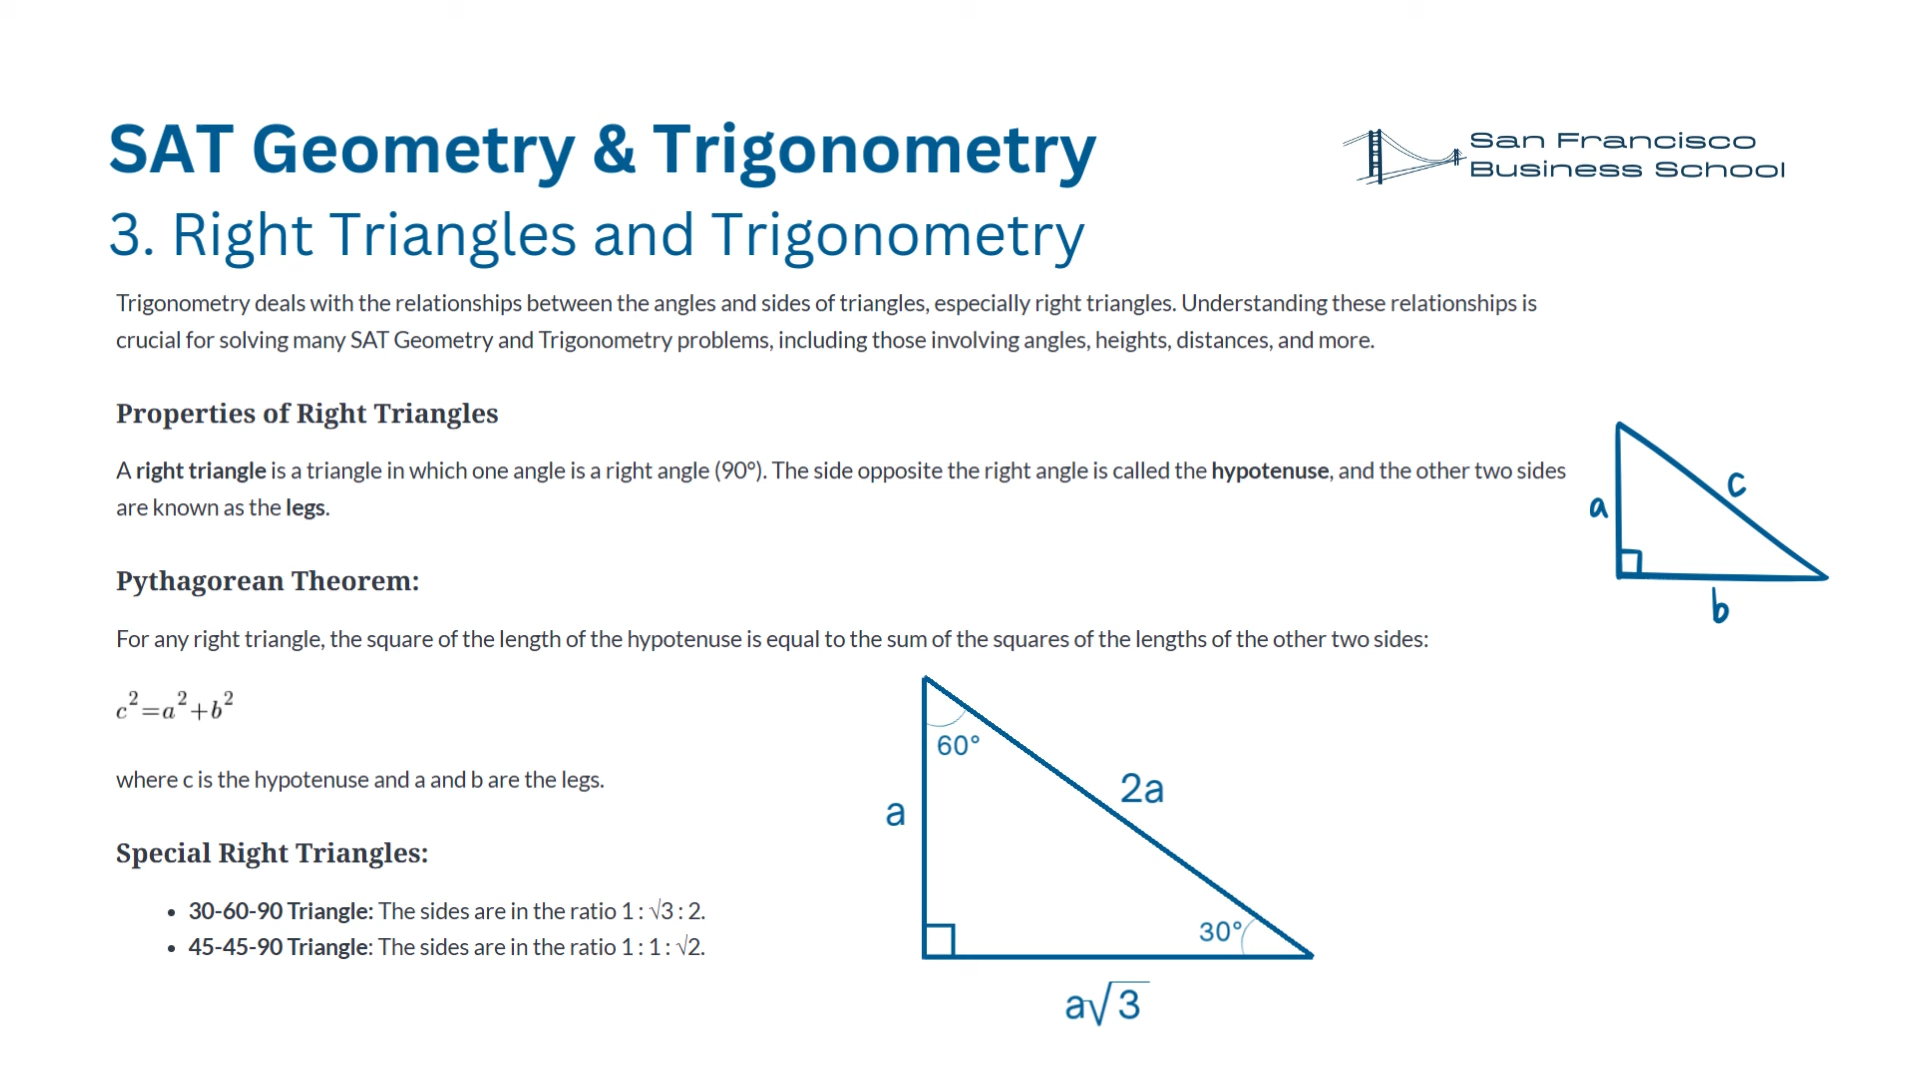 SAT Geometry & Trigonometry
San Francisco
Business School
3. Right Triangles and Trigonometry
Trigonometry deals with the relationships between the angles and sides of triangles, especially right triangles. Understanding these relationships is
crucial for solving many SAT Geometry and Trigonometry problems, including those involving angles, heights, distances, and more.
Properties of Right Triangles
A right triangle is a triangle in which one angle is a right angle (90°). The side opposite the right angle is called the hypotenuse, and the other two sides
are known as the legs.
a
c
b
Pythagorean Theorem:
For any right triangle, the square of the length of the hypotenuse is equal to the sum of the squares of the lengths of the other two sides:
c²=a²+b²
where c is the hypotenuse and a and b are the legs.
Special Right Triangles:
• 30-60-90 Triangle: The sides are in the ratio 1 : √3 : 2.
• 45-45-90 Triangle: The sides are in the ratio 1 : 1 : √2.
60°
2a
a
30°
a√3